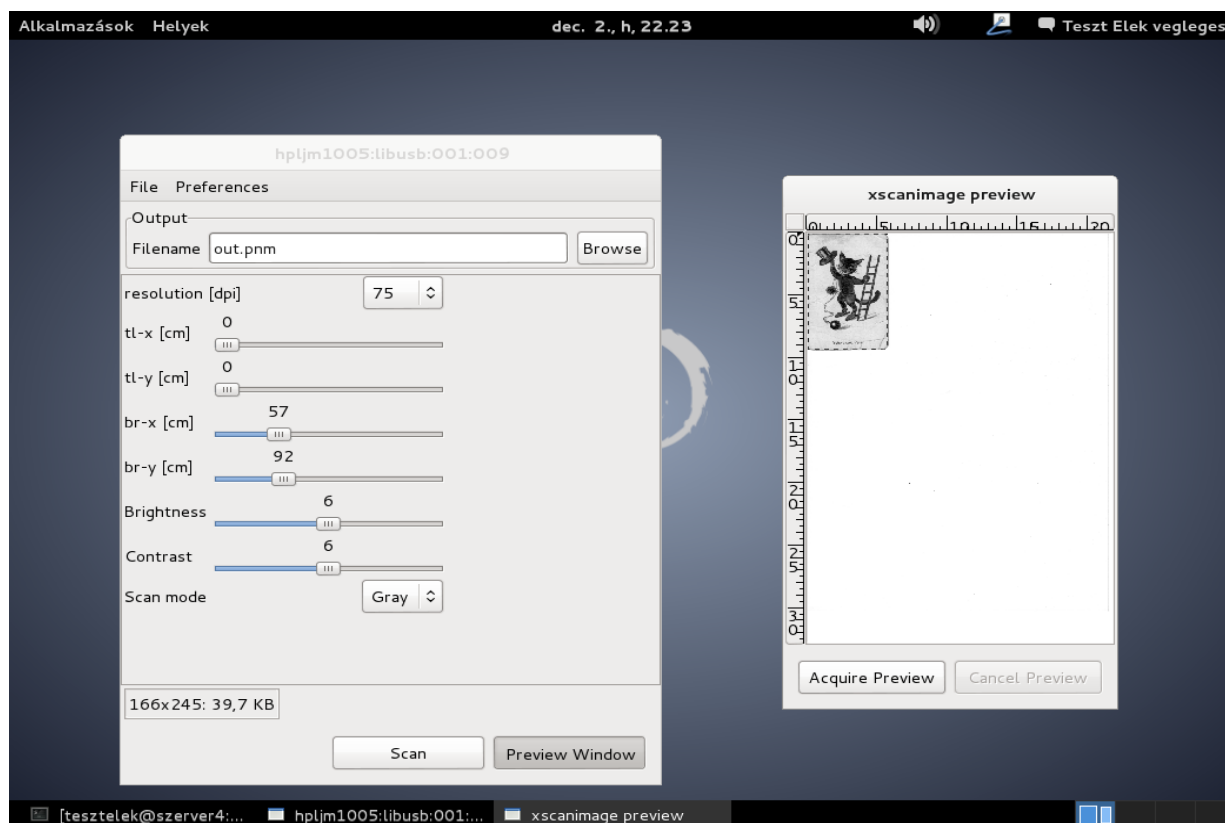 Alkalmazások Helyek dec. 2., h, 22.23 Teszt Elek vegleges
hpljm1005:libusb:001:009
File Preferences
Output
Filename out.pnm Browse
resolution [dpi] 75
0
tl-x [cm]
0
tl-y [cm]
57
br-x [cm]
92
br-y [cm]
6
Brightness
6
Contrast
Scan mode Gray
166x245: 39,7 KB
Scan Preview Window
xscanimage preview
0 5 10 15 20
0
5
10
15
20
25
30
Acquire Preview Cancel Preview
[tesztelek@szerver4:... hpljm1005:libusb:001:... xscanimage preview